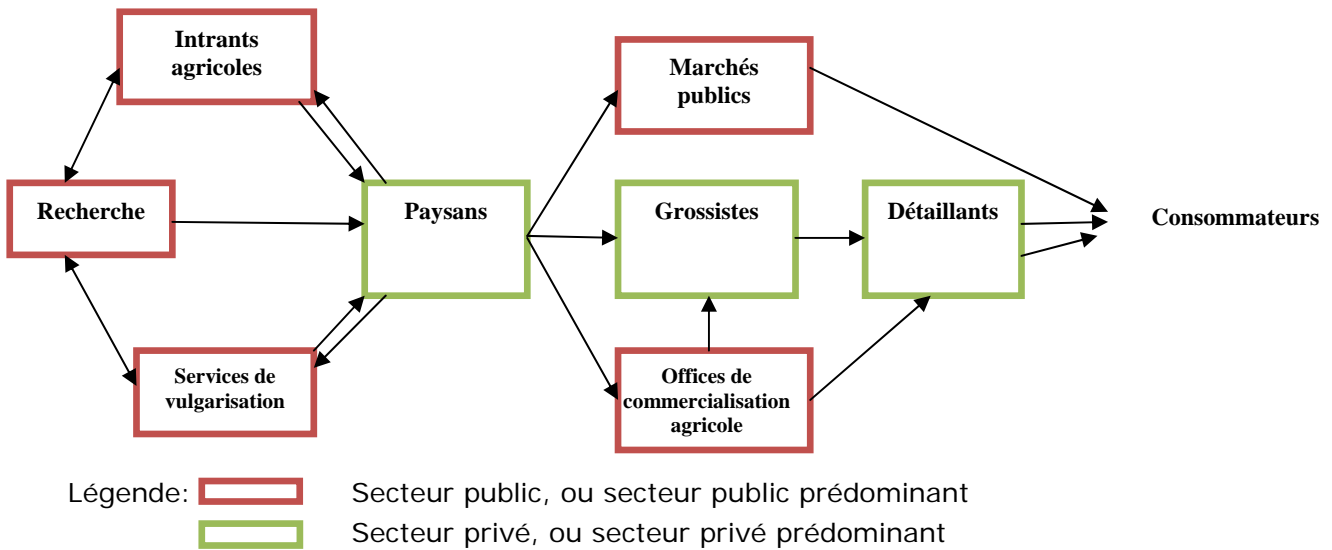 Intrants
agricoles
Marchés
publics
Recherche
Paysans
Grossistes
Détaillants
Consommateurs
Services de
vulgarisation
Offices de
commercialisation
agricole
Légende:
Secteur public, ou secteur public prédominant
Secteur privé, ou secteur privé prédominant